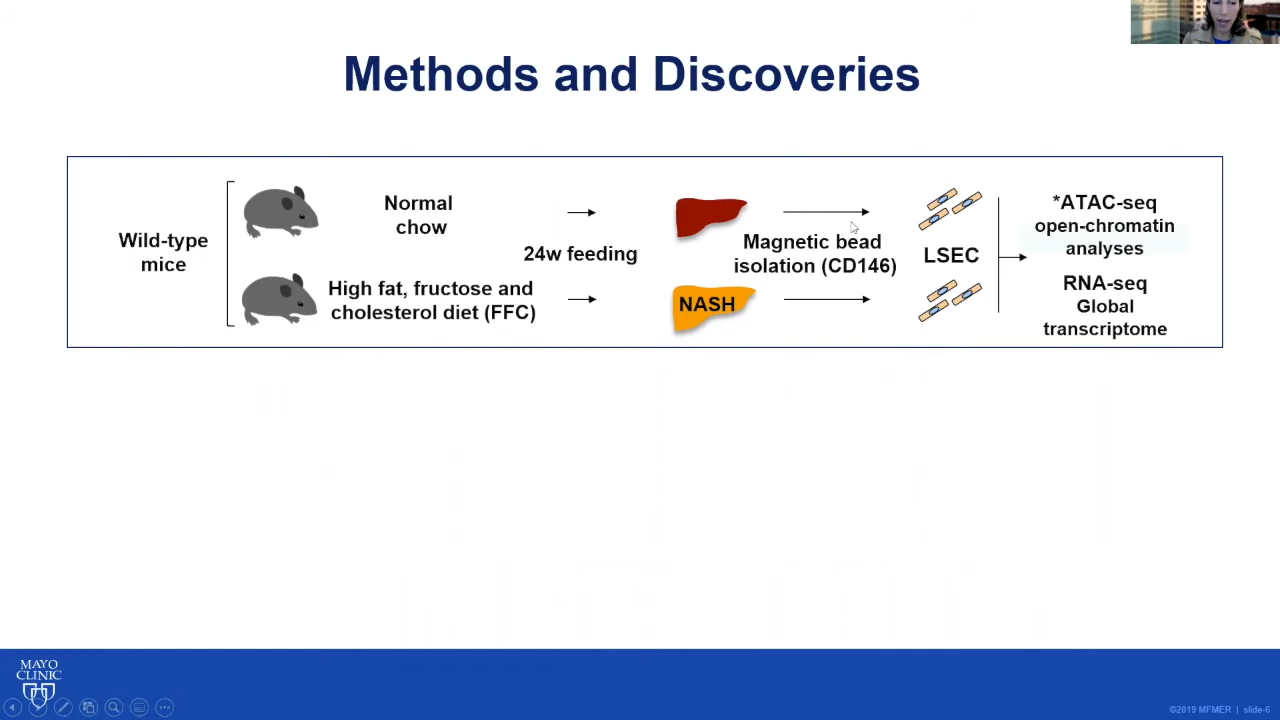 Methods and Discoveries
Wild-type
mice
Normal
chow
High fat, fructose and
cholesterol diet (FFC)
24w feeding
NASH
Magnetic bead
isolation (CD146)
LSEC
*ATAC-seq
open-chromatin
analyses
RNA-seq
Global
transcriptome
MAYO
CLINIC
©2019 MFMER | slide-6